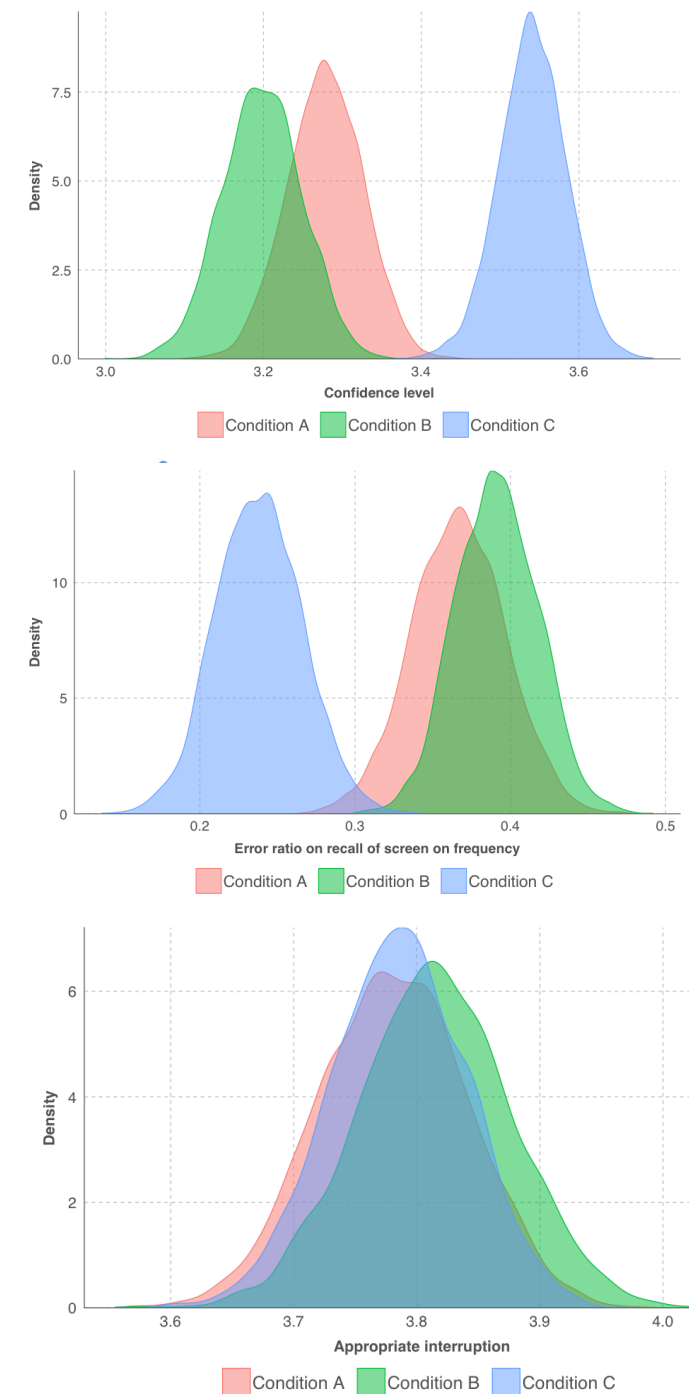 7.5
5.0
2.5
0.0
Density
3.0 3.2 3.4 3.6
Confidence level
Condition A Condition B Condition C
10
5
0
Density
0.2 0.3 0.4 0.5
Error ratio on recall of screen on frequency
Condition A Condition B Condition C
6
4
2
0
Density
3.6 3.7 3.8 3.9 4.0
Appropriate interruption
Condition A Condition B Condition C